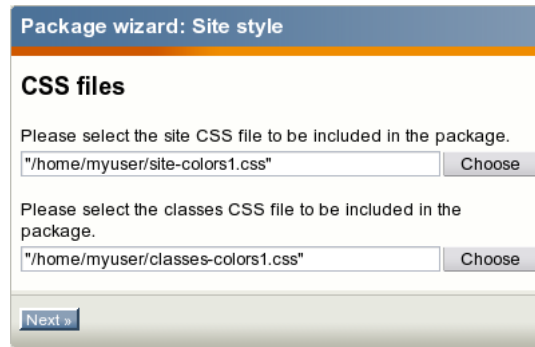 Package wizard: Site style
CSS files
Please select the site CSS file to be included in the package.
"/home/myuser/site-colors1.css" Choose
Please select the classes CSS file to be included in the
package.
"/home/myuser/classes-colors1.css" Choose
Next »